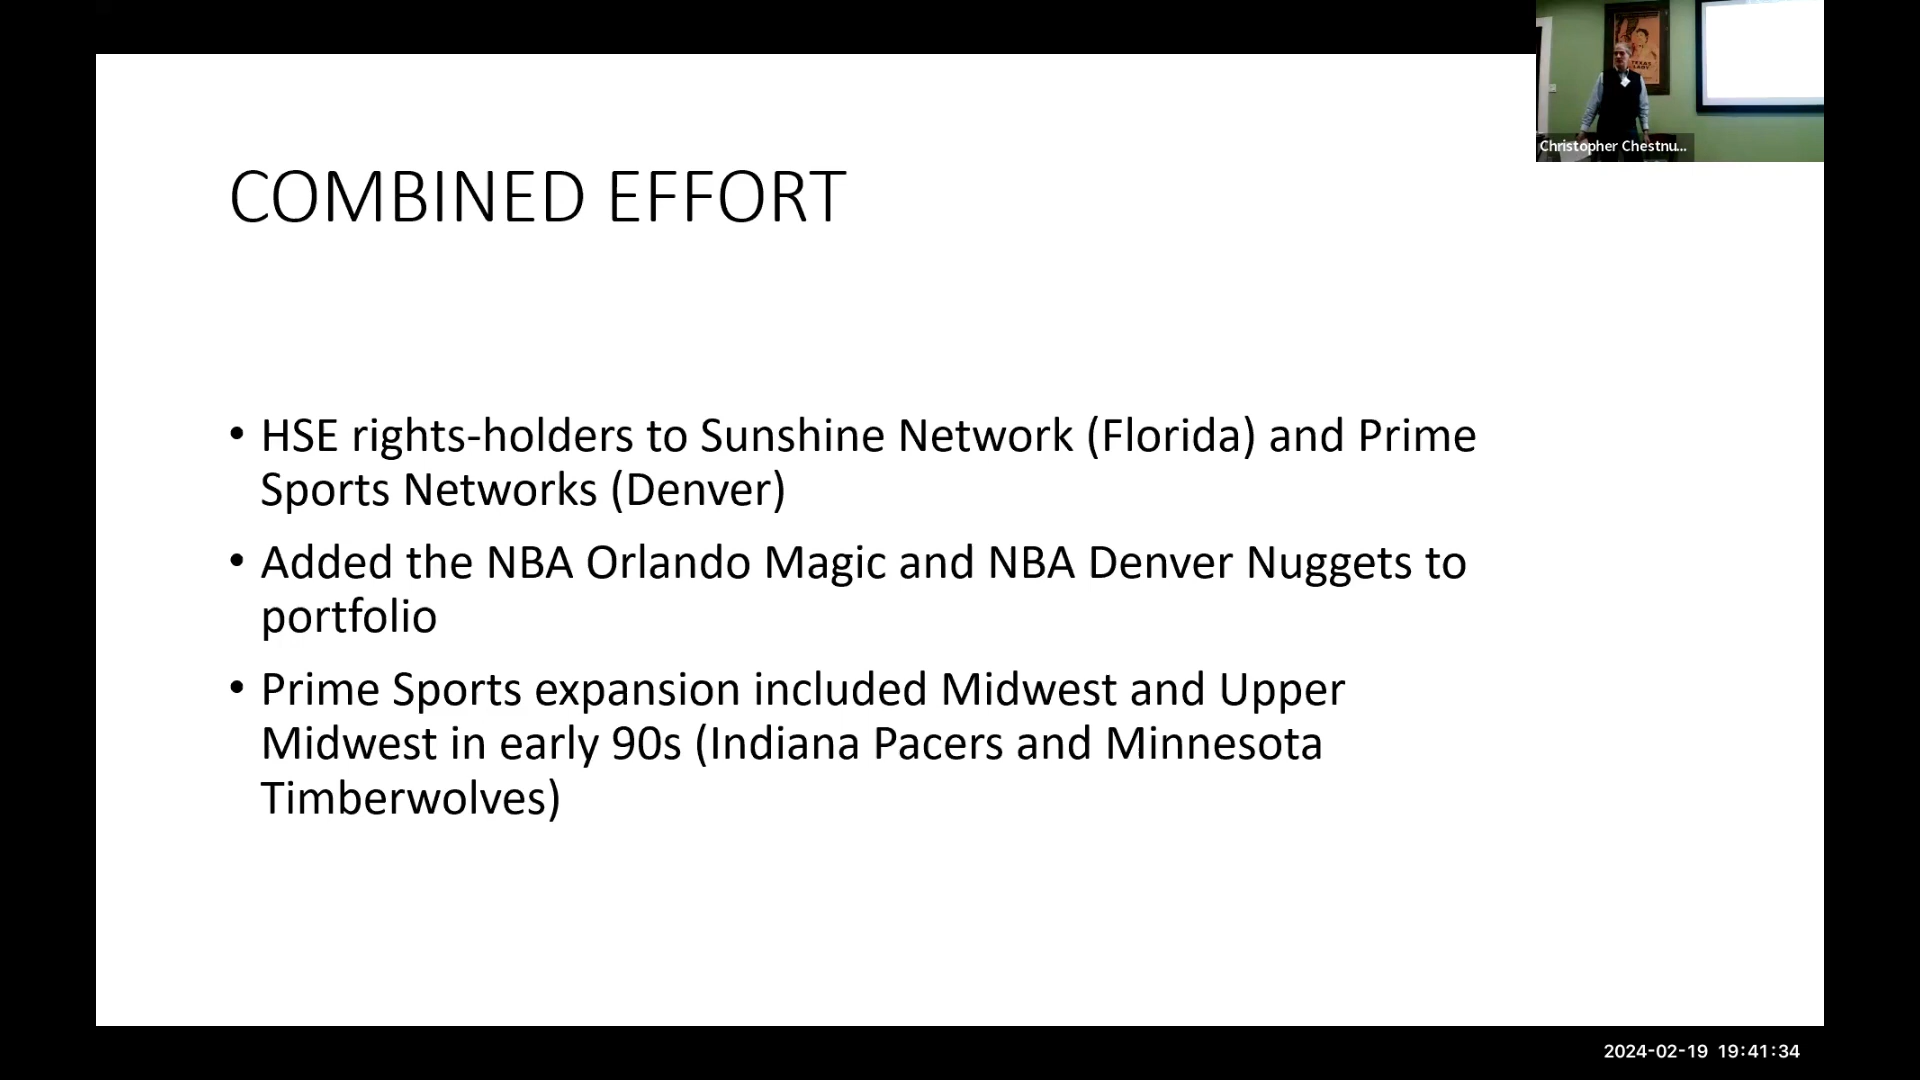 COMBINED EFFORT
• HSE rights-holders to Sunshine Network (Florida) and Prime
Sports Networks (Denver)
• Added the NBA Orlando Magic and NBA Denver Nuggets to
portfolio
• Prime Sports expansion included Midwest and Upper
Midwest in early 90s (Indiana Pacers and Minnesota
Timberwolves)
TEXAS
LADY
Christopher Chestnu...
2024-02-19 19:41:34